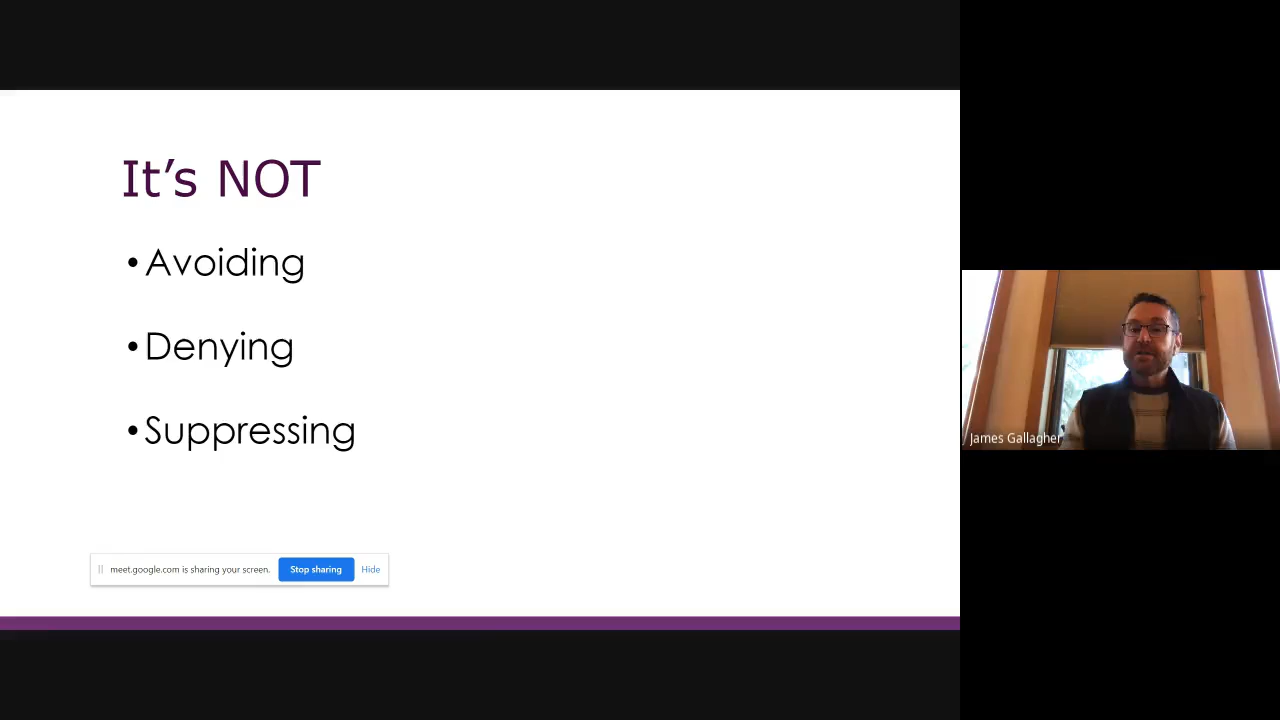 It’s NOT
•Avoiding
•Denying
•Suppressing
meet.google.com is sharing your screen. Stop sharing Hide
James Gallagher